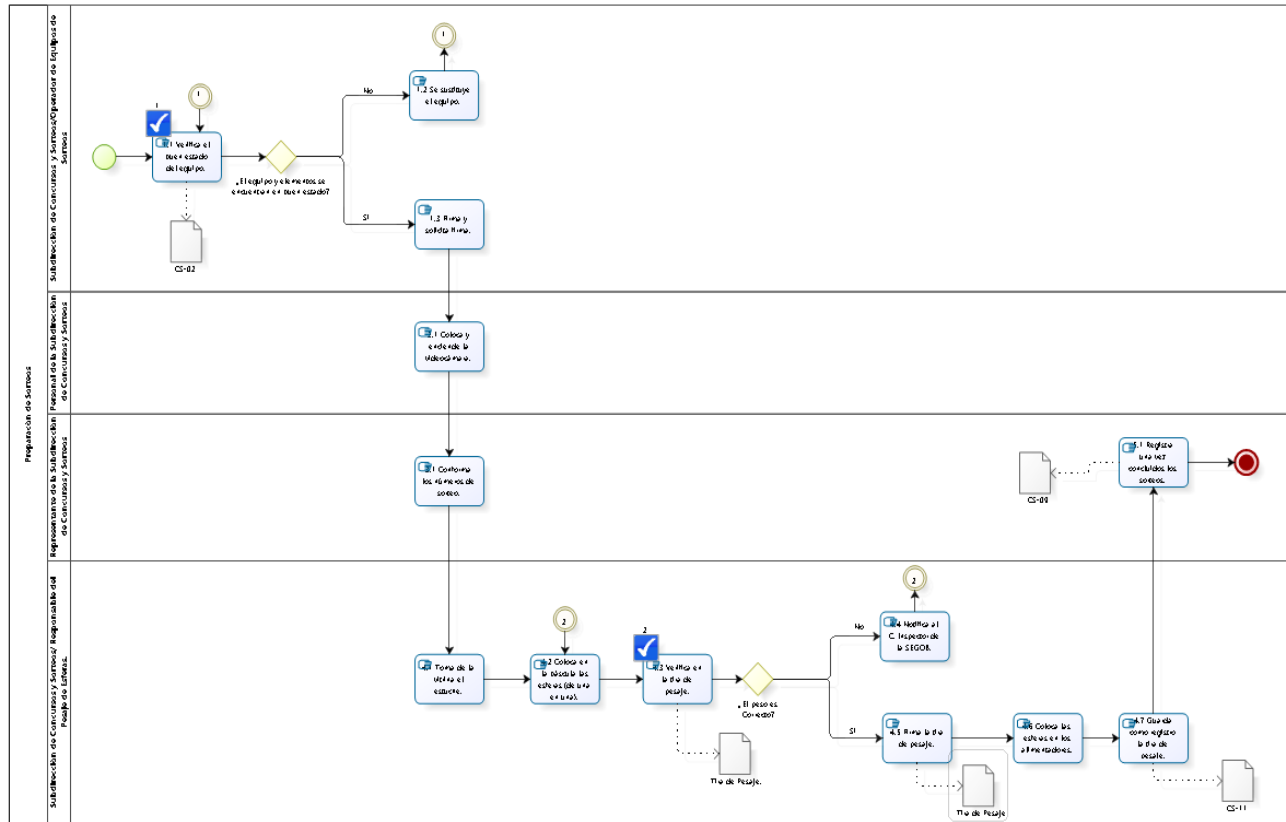 Preparación de Sorteos
Subdirección de Concursos y Sorteos/Operador de Equipos de
Sorteos
1
1
1.1 Verifica el
buen estado
del equipo.
CS-02
¿El equipo y elementos se
encuentran en buen estado?
No
1
1.2 Se sustituye
el equipo.
Sí
1.3 Firma y
solicita firma.
Personal de la Subdirección
de Concursos y Sorteos
2.1 Coloca y
enciende la
videocámara.
Representante de la Subdirección
de Concursos y Sorteos
3.1 Conforma
los números de
sorteo.
5.1 Registra
una vez
concluidos los
sorteos.
CS-09
Subdirección de Concursos y Sorteos/ Responsable del
Pesaje de Esferas.
4.1 Toma de la
vitrina el
estuche.
2
4.2 Coloca en
la báscula las
esferas (de una
en una).
2
4.3 Verifica en
la tira de
pesaje.
Tira de Pesaje.
¿El peso es
Correcto?
No
2
4.4 Notifica al
C. Inspector de
la SEGOB.
Sí
4.5 Firma la tira
de pesaje.
Tira de Pesaje
4.6 Coloca las
esferas en los
alimentadores.
4.7 Guarda
como registro
la tira de
pesaje.
CS-11